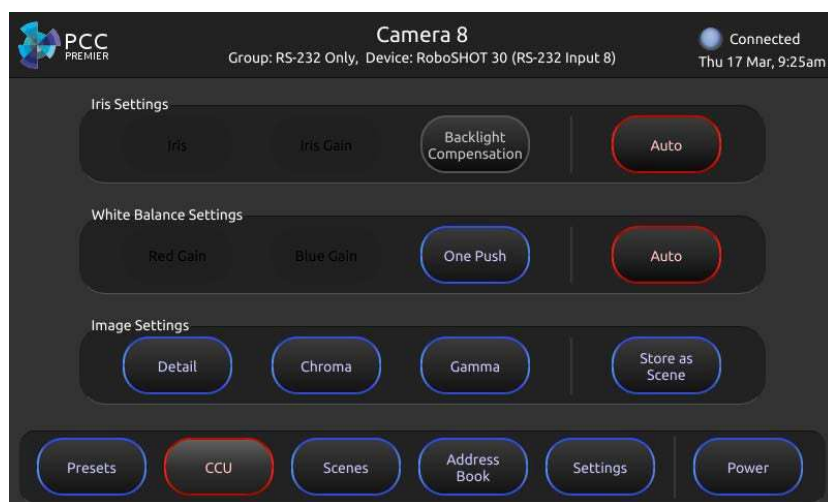 PCC
PREMIER
Camera 8
Group: RS-232 Only, Device: RoboSHOT 30 (RS-232 Input 8)
Connected
Thu 17 Mar, 9:25am
Iris Settings
Iris
Iris Gain
Backlight
Compensation
Auto
White Balance Settings
Red Gain
Blue Gain
One Push
Auto
Image Settings
Detail
Chroma
Gamma
Store as
Scene
Presets
CCU
Scenes
Address
Book
Settings
Power